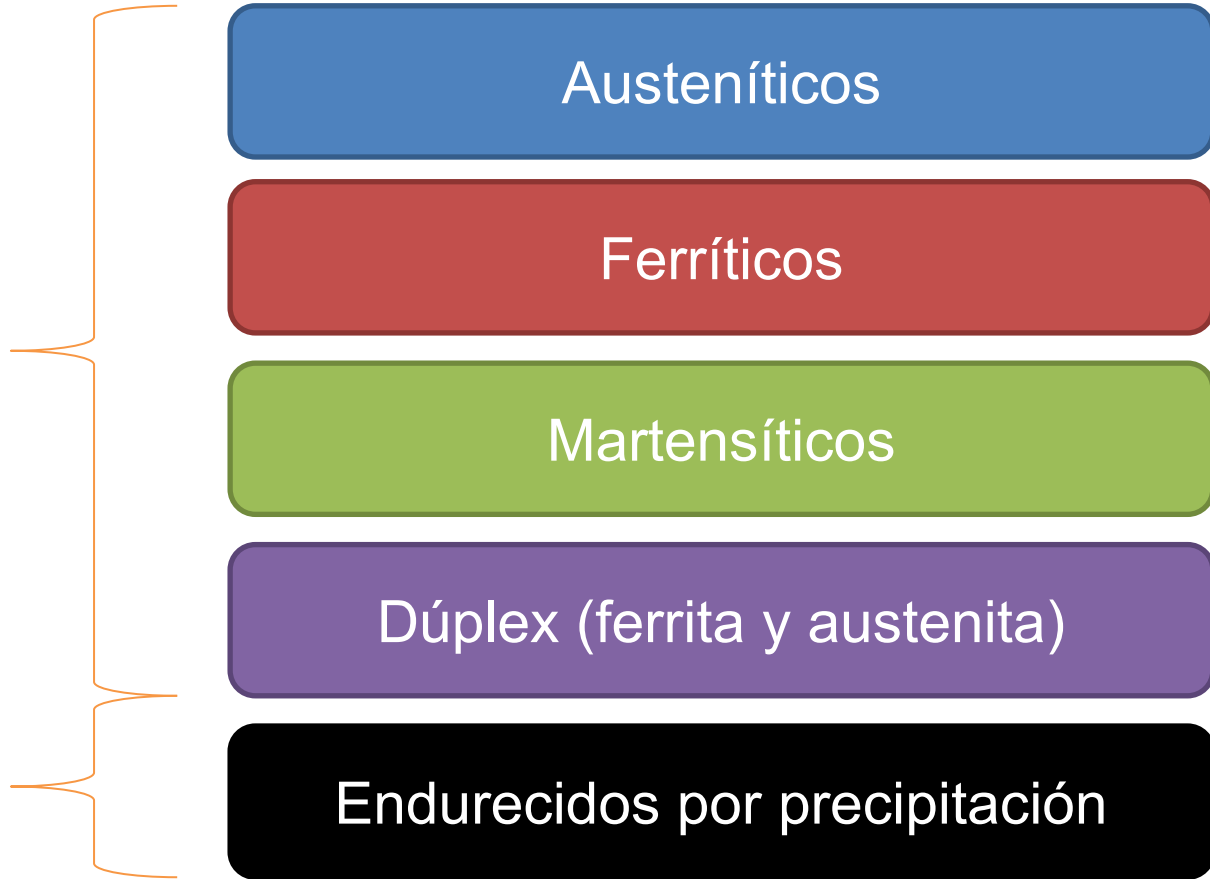 Austeníticos
Ferríticos
Martensíticos
Dúplex (ferrita y austenita)
Endurecidos por precipitación